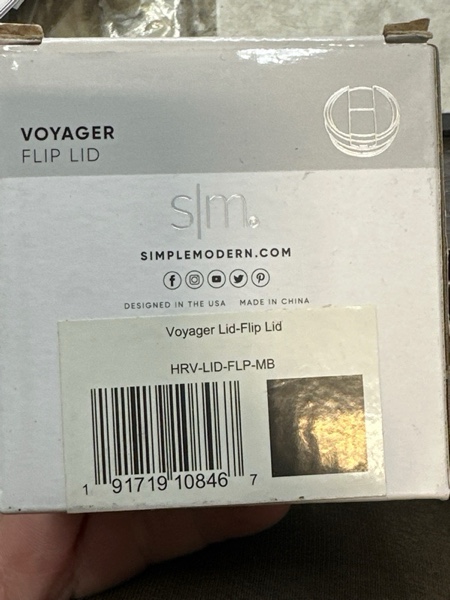 VOYAGER
FLIP LID
s|m.
SIMPLEMODERN.COM
DESIGNED IN THE USA MADE IN CHINA
Voyager Lid-Flip Lid
HRV-LID-FLP-MB
1 91719 10846 7